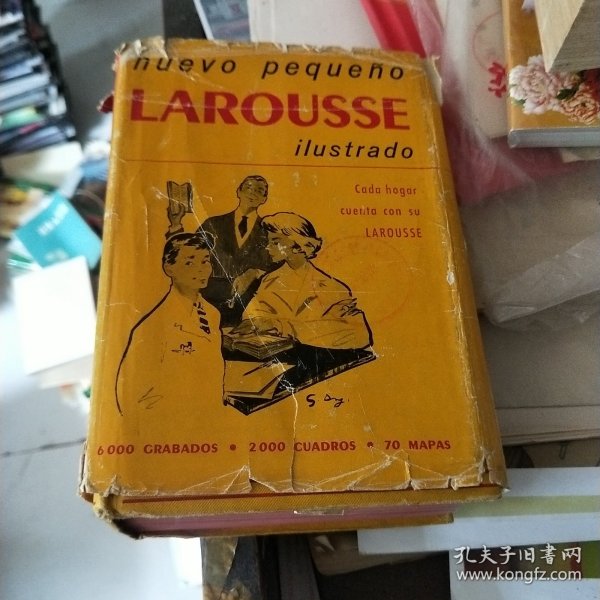 nuevo pequeño
LAROUSSE
ilustrado
Cada hogar
cuenta con su
LAROUSSE
6000 GRABADOS • 2000 CUADROS • 70 MAPAS
孔夫子旧书网
www.kongfz.com